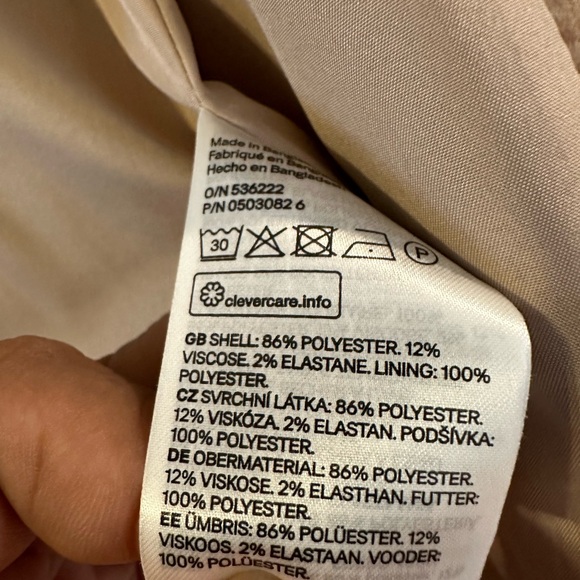 Made in
Fabriqué en
Hecho en Bangladesh
O/N 536222
P/N 0503082 6
30
P
clevercare.info
GB SHELL: 86% POLYESTER. 12%
VISCOSE. 2% ELASTANE. LINING: 100%
POLYESTER.
CZ SVRCHNÍ LÁTKA: 86% POLYESTER.
12% VISKÓZA. 2% ELASTAN. PODŠÍVKA:
100% POLYESTER.
DE OBERMATERIAL: 86% POLYESTER.
12% VISKOSE. 2% ELASTHAN. FUTTER:
100% POLYESTER.
EE ÜMBRIS: 86% POLÜESTER. 12%
VISKOOS. 2% ELASTAAN. VOODER:
100% POLÜESTER.